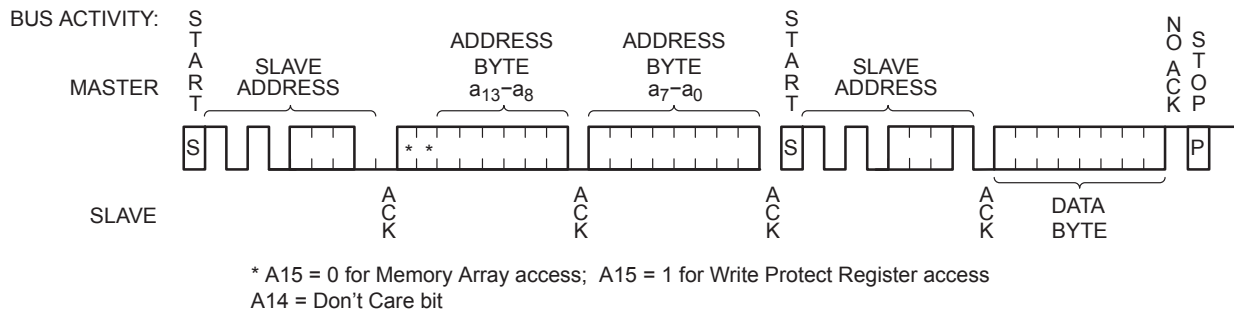 BUS ACTIVITY:
MASTER
SLAVE
START
SLAVE
ADDRESS
ADDRESS
BYTE
a13–a8
ADDRESS
BYTE
a7–a0
START
SLAVE
ADDRESS
NO ACK
STOP
S
* *
S
P
ACK
ACK
ACK
ACK
DATA
BYTE
* A15 = 0 for Memory Array access; A15 = 1 for Write Protect Register access
A14 = Don't Care bit